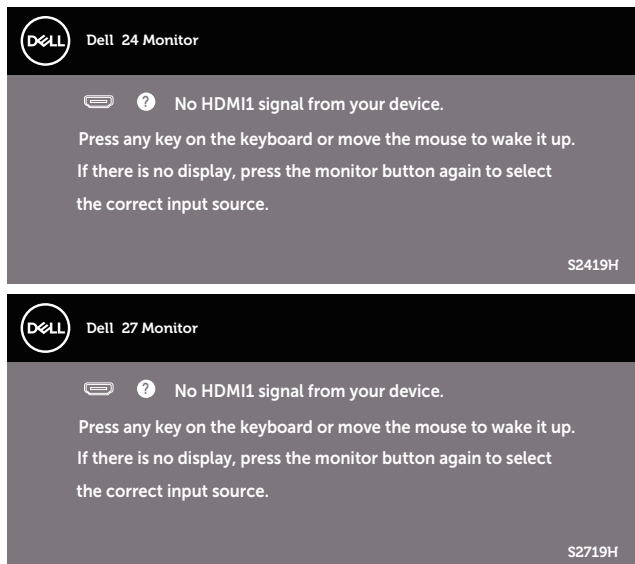 DELL Dell 24 Monitor
? No HDMI1 signal from your device.
Press any key on the keyboard or move the mouse to wake it up.
If there is no display, press the monitor button again to select
the correct input source.
S2419H
DELL Dell 27 Monitor
? No HDMI1 signal from your device.
Press any key on the keyboard or move the mouse to wake it up.
If there is no display, press the monitor button again to select
the correct input source.
S2719H